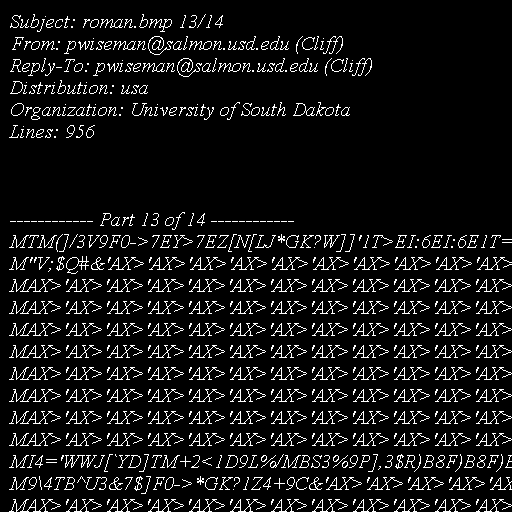 Subject: roman.bmp 13/14
From: pwiseman@salmon.usd.edu (Cliff)
Reply-To: pwiseman@salmon.usd.edu (Cliff)
Distribution: usa
Organization: University of South Dakota
Lines: 956
------------ Part 13 of 14 ------------
MTM(]/3V9F0->7EY>7EZ[N[LJ*GK?W]]'1T>EI:6EI:6E1T=
M"V;$Q#&'AX>'AX>'AX>'AX>'AX>'AX>'AX>'AX>'AX>'AX>
MAX>'AX>'AX>'AX>'AX>'AX>'AX>'AX>'AX>'AX>'AX>'AX>
MAX>'AX>'AX>'AX>'AX>'AX>'AX>'AX>'AX>'AX>'AX>'AX>
MAX>'AX>'AX>'AX>'AX>'AX>'AX>'AX>'AX>'AX>'AX>'AX>
MAX>'AX>'AX>'AX>'AX>'AX>'AX>'AX>'AX>'AX>'AX>'AX>
MAX>'AX>'AX>'AX>'AX>'AX>'AX>'AX>'AX>'AX>'AX>'AX>
MAX>'AX>'AX>'AX>'AX>'AX>'AX>'AX>'AX>'AX>'AX>'AX>
MAX>'AX>'AX>'AX>'AX>'AX>'AX>'AX>'AX>'AX>'AX>'AX>
MAX>'AX>'AX>'AX>'AX>'AX>'AX>'AX>'AX>'AX>'AX>'AX>
MI4='WWJ[`YD]TM+2<1D9L%/MBS3%9P],3$R)B8F)B8F)B
M9\4TB^U3&7$]F0->*GK?1Z4+9C&'AX>'AX>'AX>'AX>'AX
MAX>'AX>'AX>'AX>'AX>'AX>'AX>'AX>'AX>'AX>'AX>'AX>